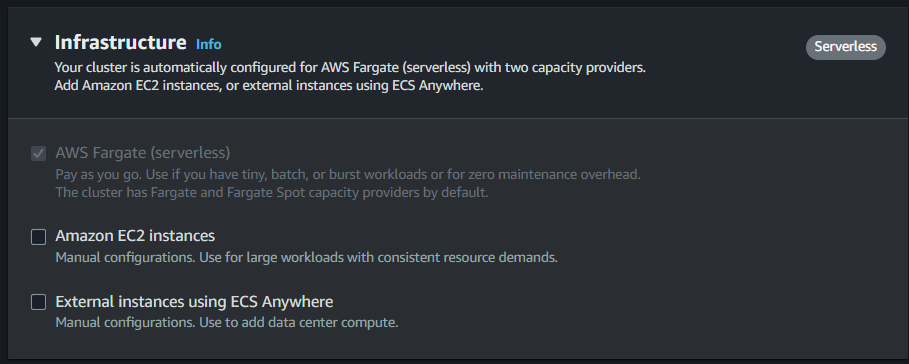 Infrastructure Info
Serverless
Your cluster is automatically configured for AWS Fargate (serverless) with two capacity providers.
Add Amazon EC2 instances, or external instances using ECS Anywhere.
AWS Fargate (serverless)
Pay as you go. Use if you have tiny, batch, or burst workloads or for zero maintenance overhead.
The cluster has Fargate and Fargate Spot capacity providers by default.
Amazon EC2 instances
Manual configurations. Use for large workloads with consistent resource demands.
External instances using ECS Anywhere
Manual configurations. Use to add data center compute.